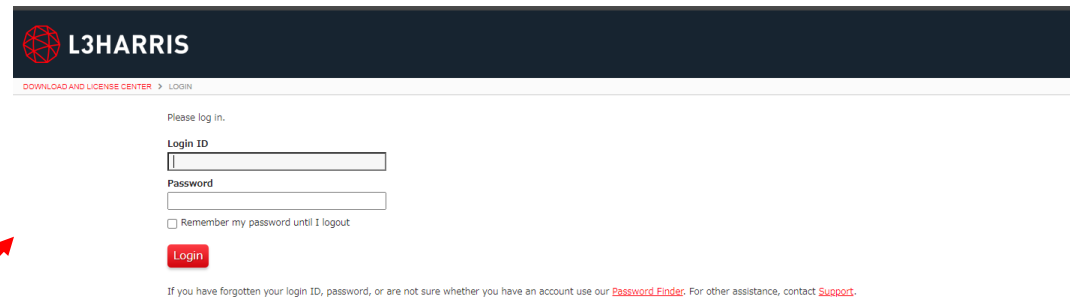 L3HARRIS
DOWNLOAD AND LICENSE CENTER > LOGIN
Please log in.
Login ID
Password
Remember my password until I logout
Login
If you have forgotten your login ID, password, or are not sure whether you have an account use our Password Finder. For other assistance, contact Support.